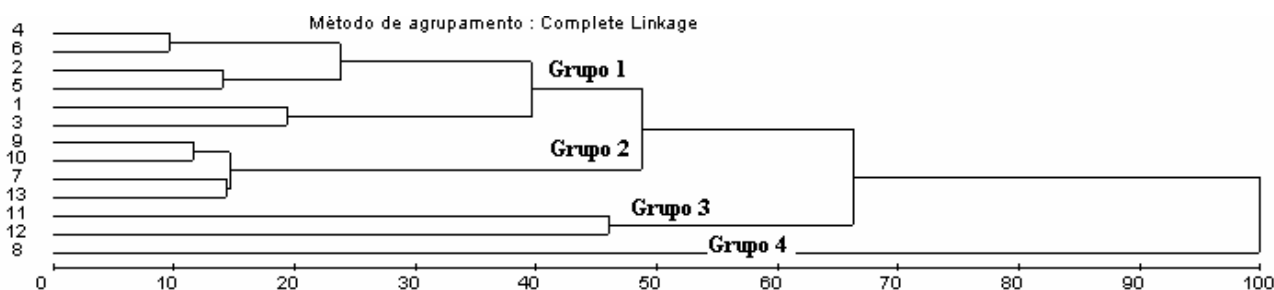 Método de agrupamento : Complete Linkage
4
6
2
5
1
3
9
10
7
13
11
12
8
Grupo 1
Grupo 2
Grupo 3
Grupo 4
0 10 20 30 40 50 60 70 80 90 100